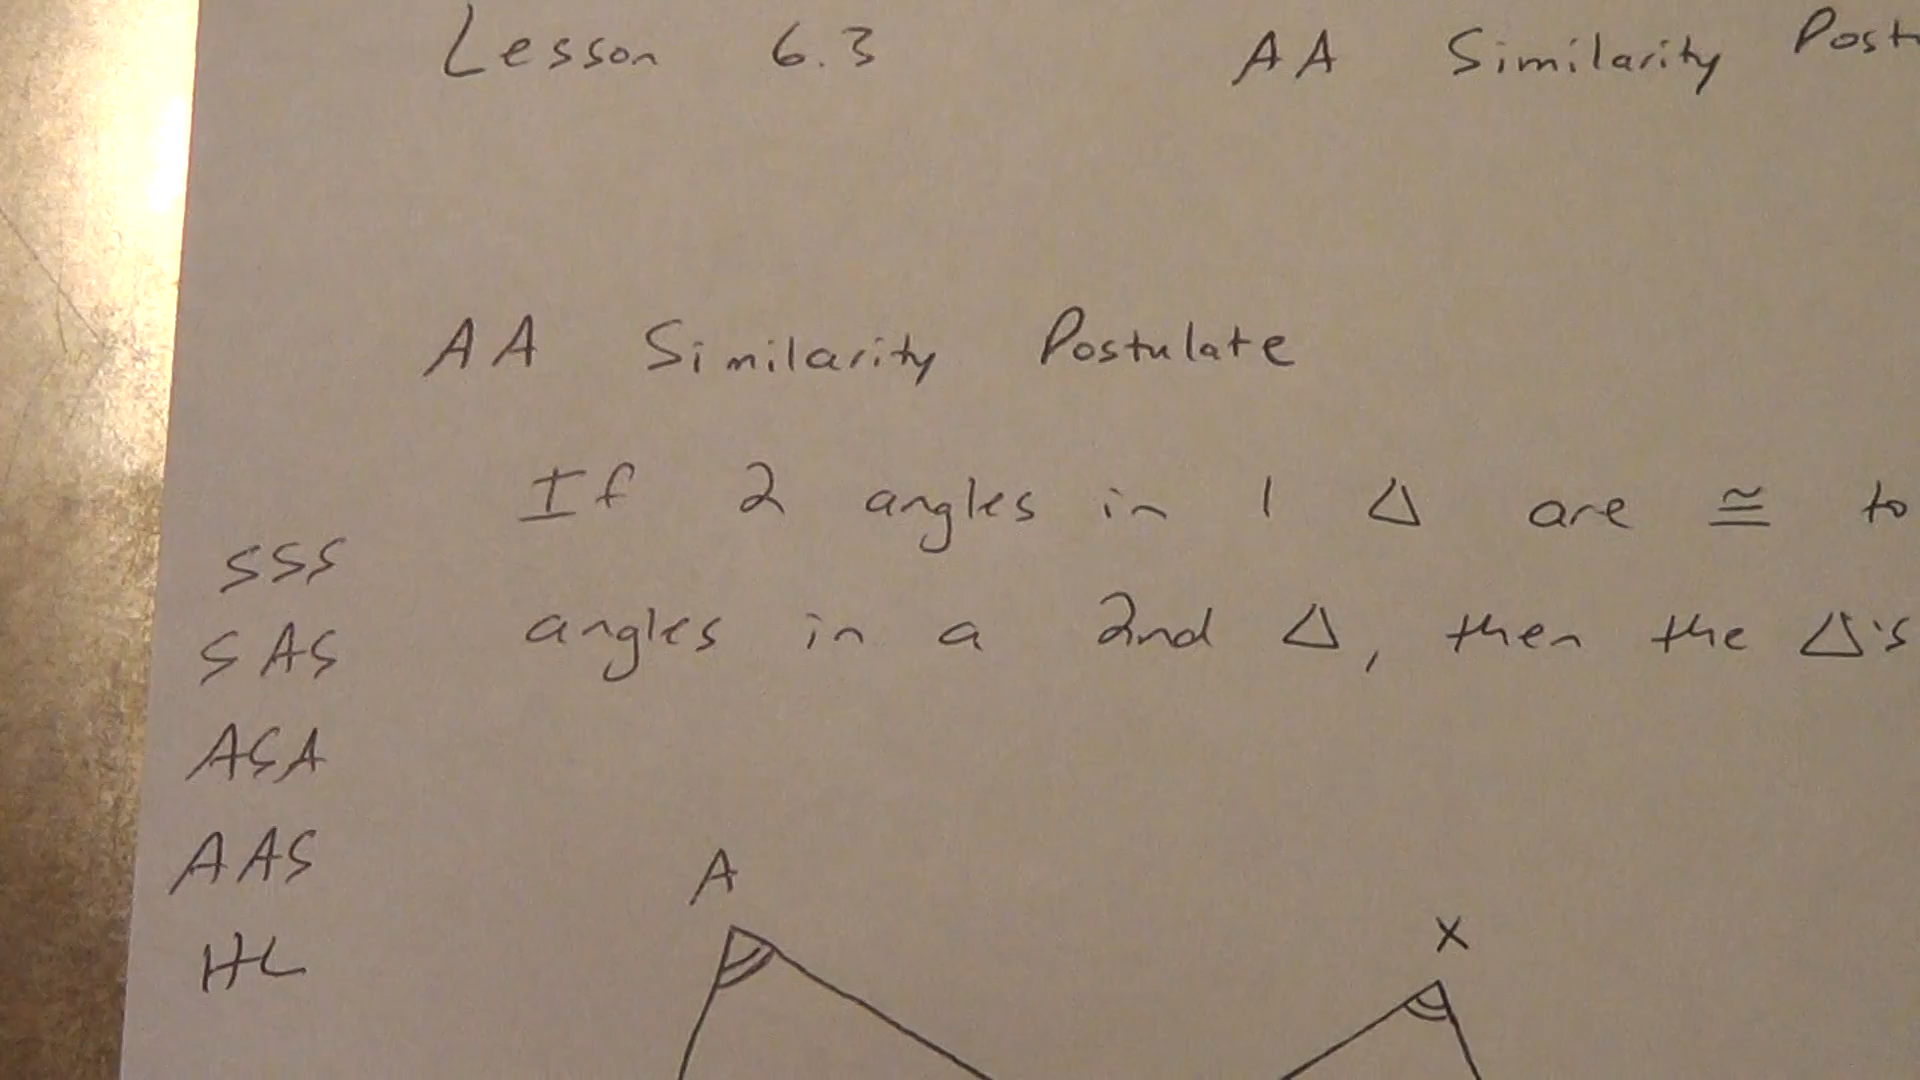 Lesson 6.3 AA Similarity Post
AA Similarity Postulate
If 2 angles in 1 △ are ≅ to
angles in a 2nd △, then the △'s
SSS
SAS
ASA
AAS
HL
A
X